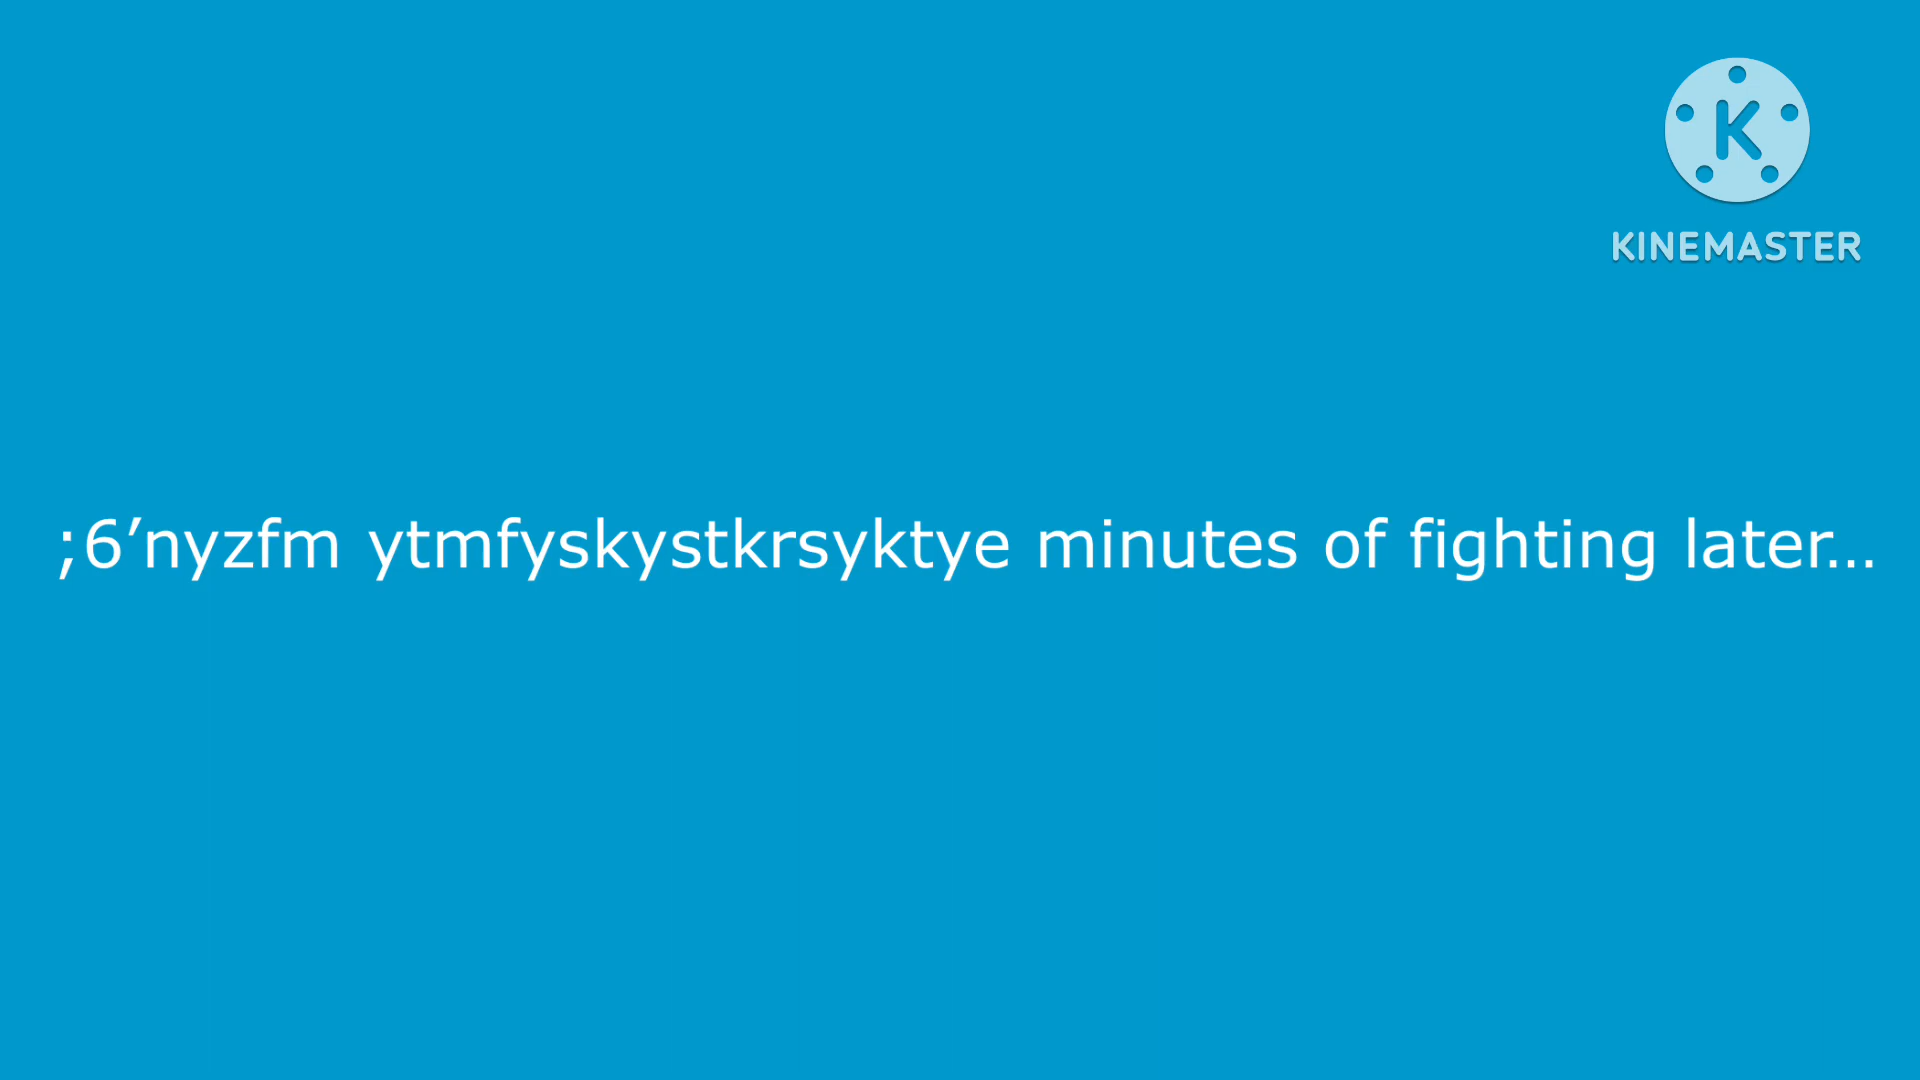 K
KINEMASTER
;6’nyzfm ytmfyskystkrsyktye minutes of fighting later...